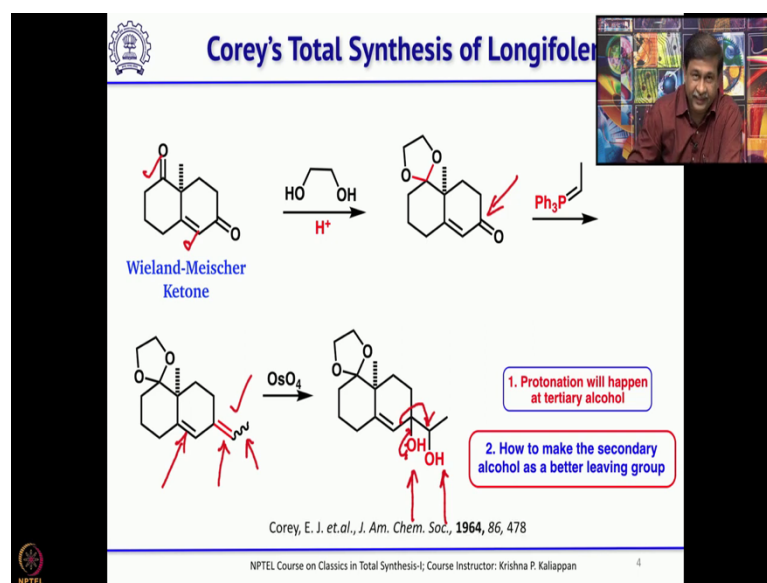 Corey's Total Synthesis of Longifolen
O
O
Wieland-Meischer
Ketone
HO
OH
H+
O
O
O
Ph3P
O
O
OsO4
O
O
OH
OH
1. Protonation will happen
at tertiary alcohol
2. How to make the secondary
alcohol as a better leaving group
Corey, E. J. et.al., J. Am. Chem. Soc., 1964, 86, 478
NPTEL Course on Classics in Total Synthesis-I; Course Instructor: Krishna P. Kaliappan
4
NPTEL